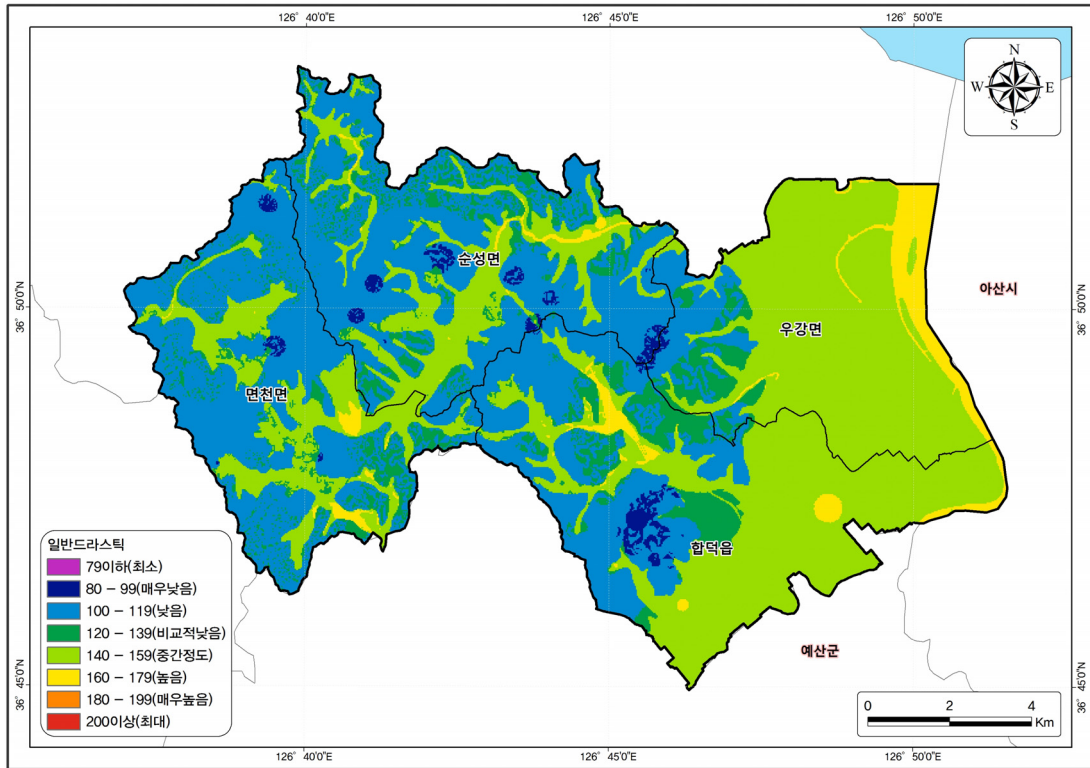 126° 40'0"E
126° 45'0"E
126° 50'0"E
N
W
E
S
36° 50'0"N
36° 50'0"N
순성면
아산시
우강면
면천면
합덕읍
예산군
일반드라스틱
79이하(최소)
80 - 99(매우낮음)
100 - 119(낮음)
120 - 139(비교적낮음)
140 - 159(중간정도)
160 - 179(높음)
180 - 199(매우높음)
200이상(최대)
36° 45'0"N
36° 45'0"N
0 2 4
Km
126° 40'0"E
126° 45'0"E
126° 50'0"E